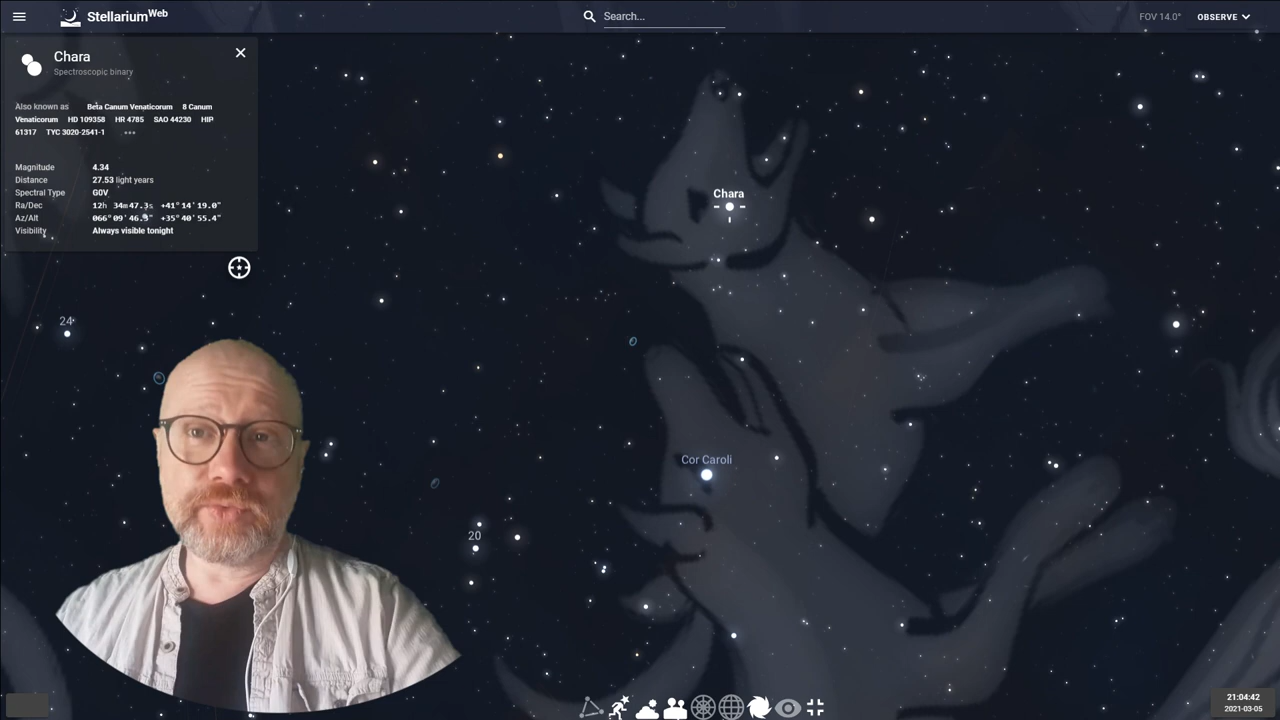 StellariumWeb
Search...
FOV 14.0°
OBSERVE
Chara
Spectroscopic binary
Also known as Beta Canum Venaticorum 8 Canum
Venaticorum HD 109358 HR 4785 SAO 44230 HIP
61317 TYC 3020-2541-1 •••
Magnitude 4.34
Distance 27.53 light years
Spectral Type G0V
Ra/Dec 12h 34m47.3s +41°14'19.0"
Az/Alt 066°09'46.3" +35°40'55.4"
Visibility Always visible tonight
Chara
24
Cor Caroli
20
21:04:42
2021-03-05